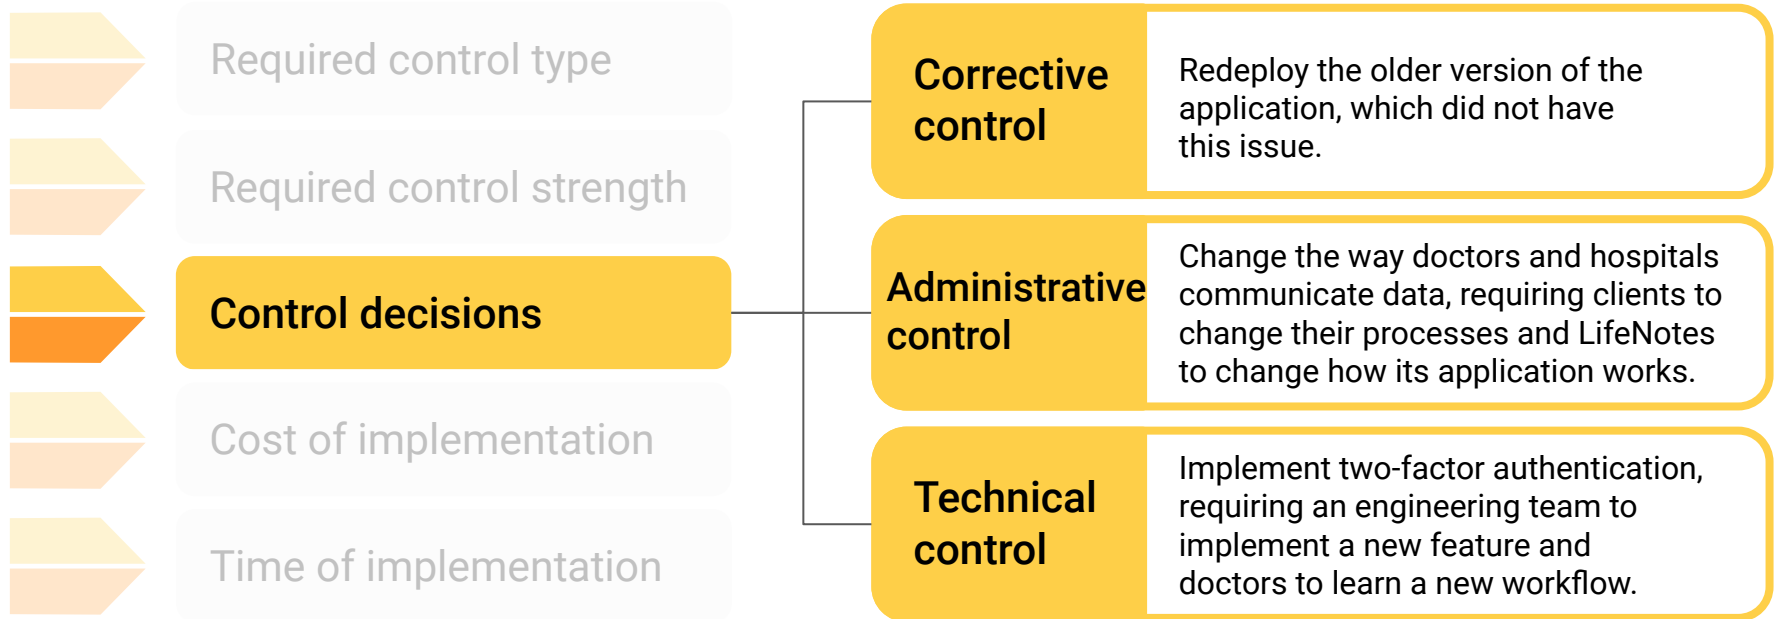 Required control type
Required control strength
Control decisions
Cost of implementation
Time of implementation
Corrective
control
Redeploy the older version of the
application, which did not have
this issue.
Administrative
control
Change the way doctors and hospitals
communicate data, requiring clients to
change their processes and LifeNotes
to change how its application works.
Technical
control
Implement two-factor authentication,
requiring an engineering team to
implement a new feature and
doctors to learn a new workflow.